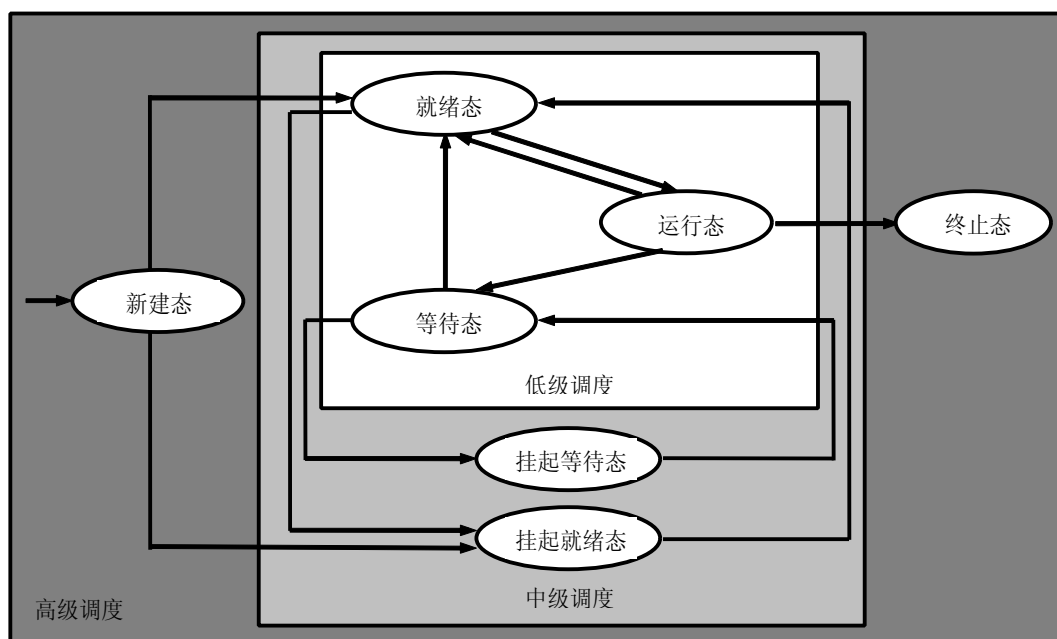 就绪态
运行态
终止态
新建态
等待态
低级调度
挂起等待态
挂起就绪态
中级调度
高级调度